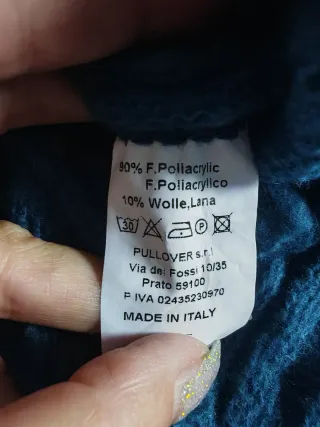 90% F.Poliacrylic
F.Poliacrylico
10% Wolle,Lana
30 P
PULLOVER s.r.l
Via dei Fossi 10/35
Prato 59100
P IVA 02435230970
MADE IN ITALY